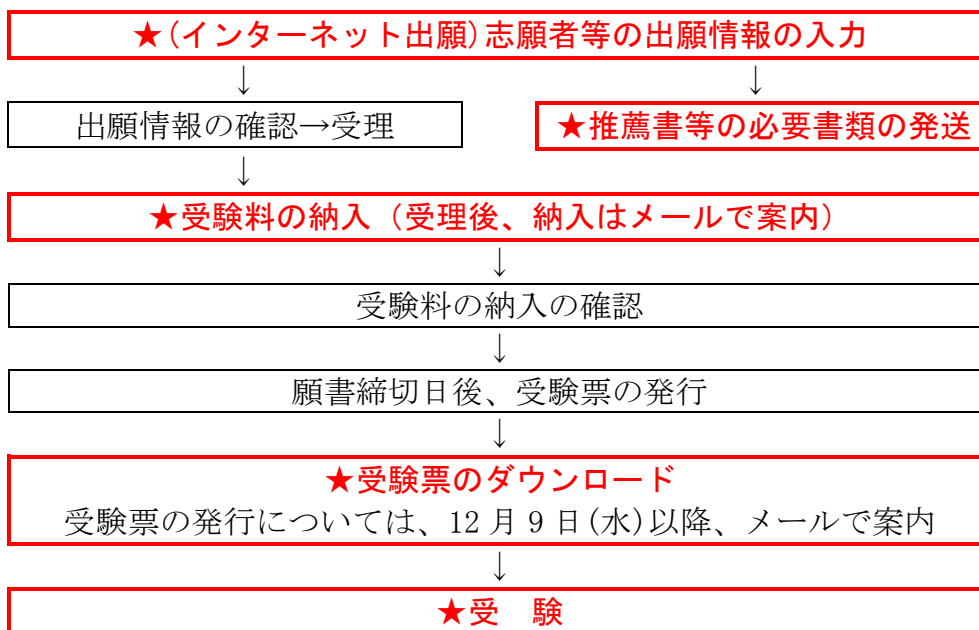 ★(インターネット出願)志願者等の出願情報の入力
↓ ↓
出願情報の確認→受理
★推薦書等の必要書類の発送
↓
★受験料の納入(受理後、納入はメールで案内)
↓
受験料の納入の確認
↓
願書締切日後、受験票の発行
↓
★受験票のダウンロード
受験票の発行については、12月9日(水)以降、メールで案内
↓
★受 験